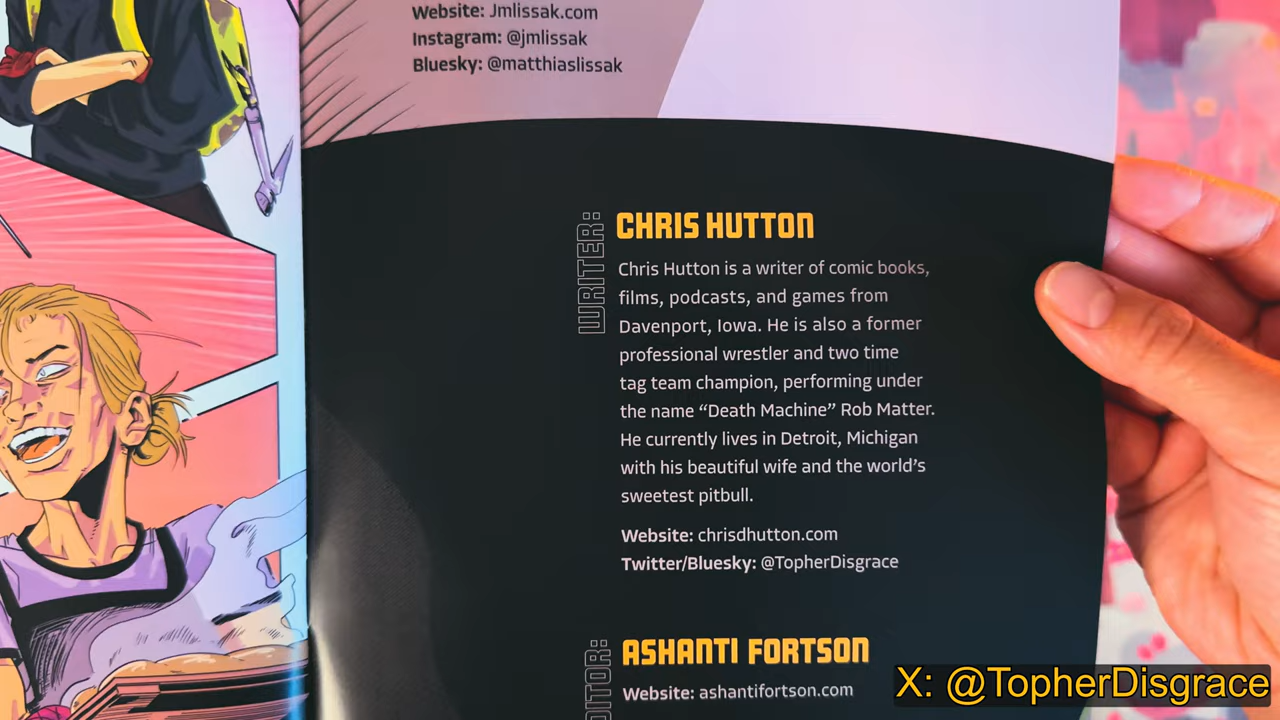 Website: Jmlissak.com
Instagram: @jmlissak
Bluesky: @matthiaslissak
WRITER:
CHRIS HUTTON
Chris Hutton is a writer of comic books,
films, podcasts, and games from
Davenport, Iowa. He is also a former
professional wrestler and two time
tag team champion, performing under
the name “Death Machine” Rob Matter.
He currently lives in Detroit, Michigan
with his beautiful wife and the world’s
sweetest pitbull.
Website: chrisdhutton.com
Twitter/Bluesky: @TopherDisgrace
DITOR:
ASHANTI FORTSON
Website: ashantifortson.com
X: @TopherDisgrace